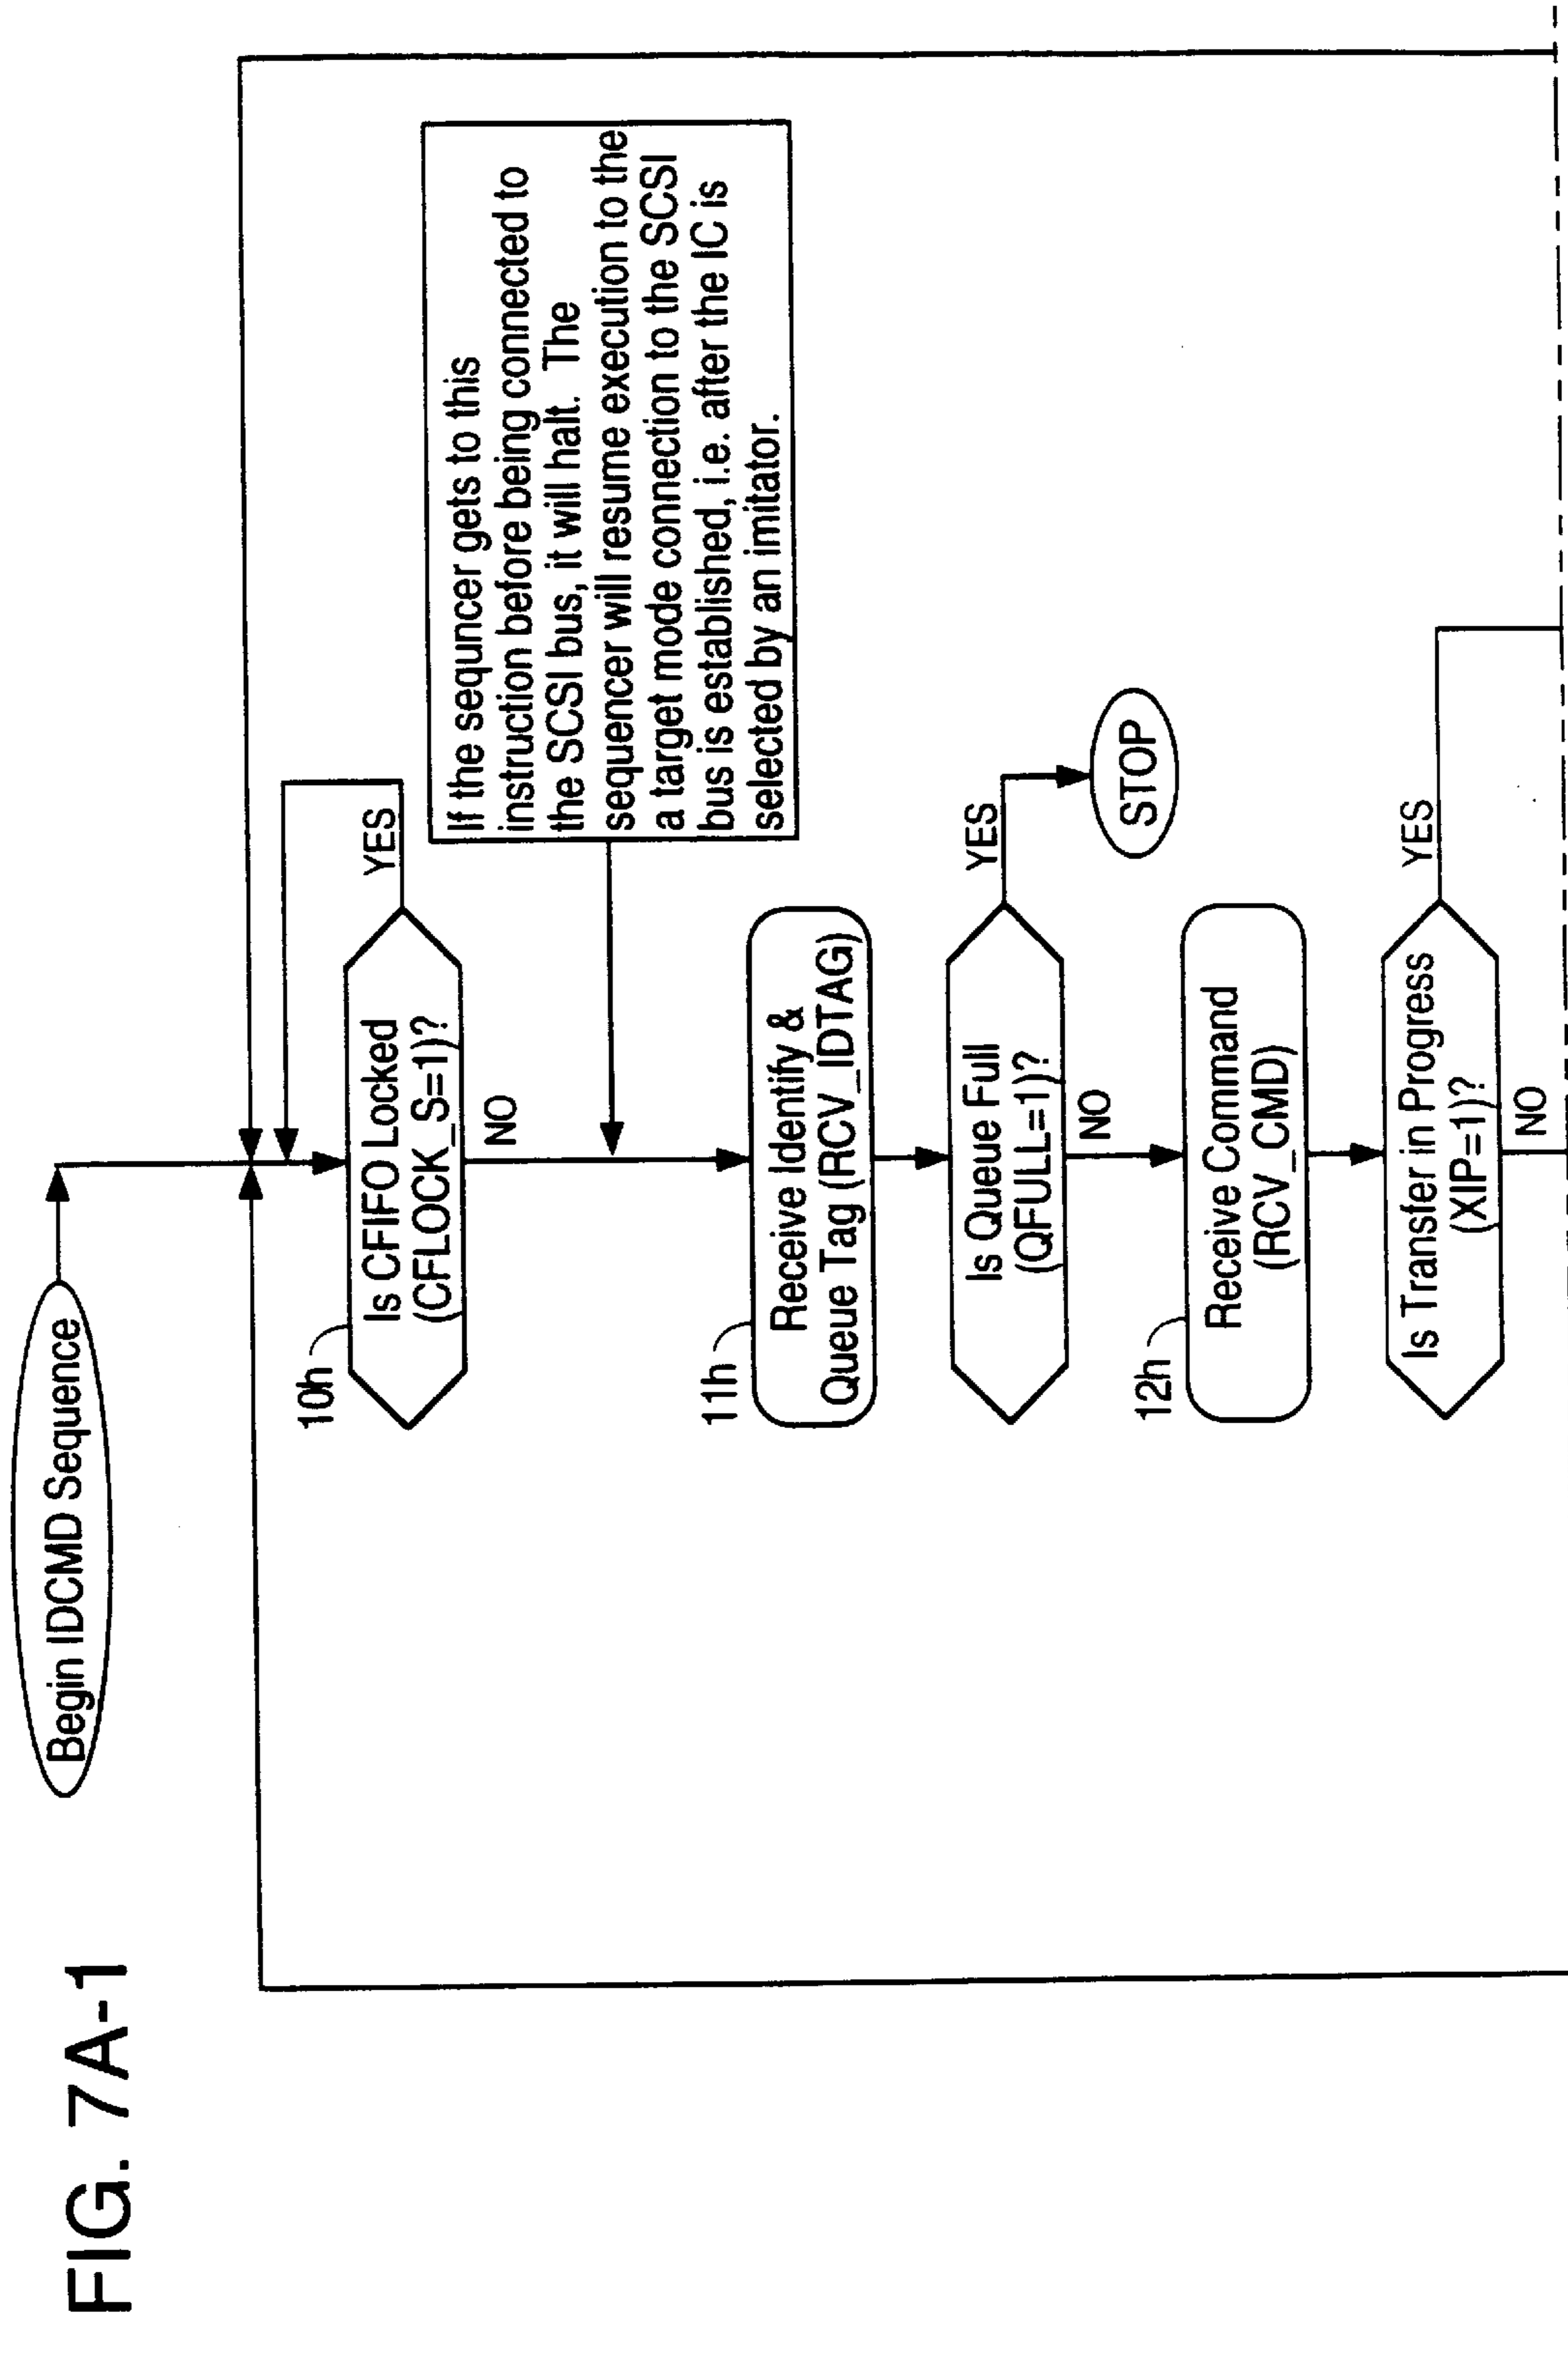 FIG. 7A-1
Begin IDCMD Sequence
10h
Is CFIFO Locked
(CFLOCK_S=1)?
YES
NO
If the sequncer gets to this
instruction before being connected to
the SCSI bus, it will halt. The
sequencer will resume execution to the
a target mode connection to the SCSI
bus is established, i.e. after the IC is
selected by an imitator.
11h
Receive Identify &
Queue Tag (RCV_IDTAG)
Is Queue Full
(QFULL=1)?
YES
STOP
NO
12h
Receive Command
(RCV_CMD)
Is Transfer in Progress
(XIP=1)?
YES
NO